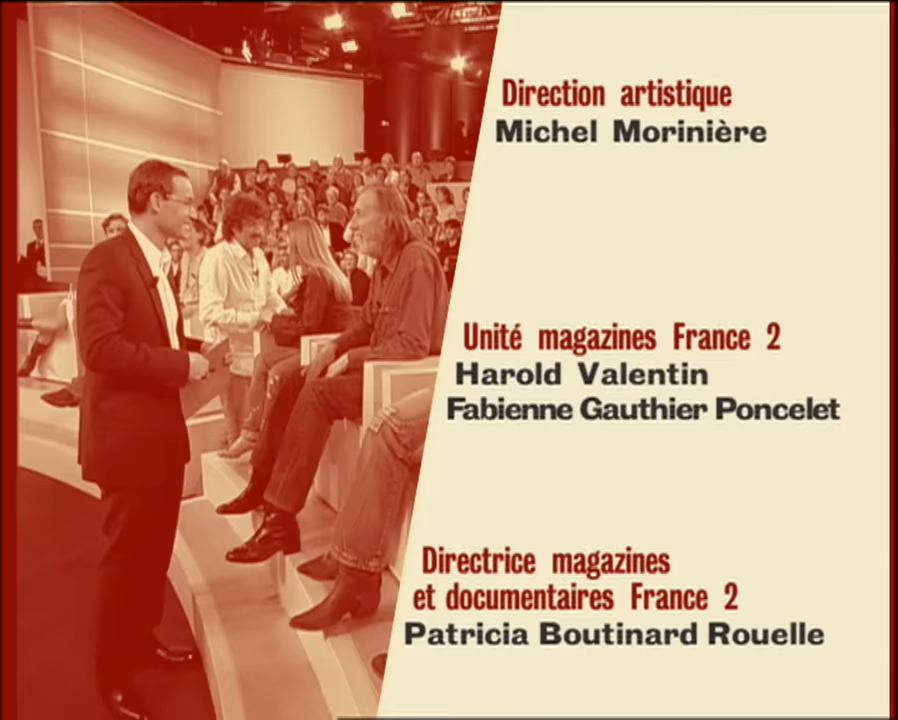 Direction artistique
Michel Morinière
Unité magazines France 2
Harold Valentin
Fabienne Gauthier Poncelet
Directrice magazines
et documentaires France 2
Patricia Boutinard Rouelle